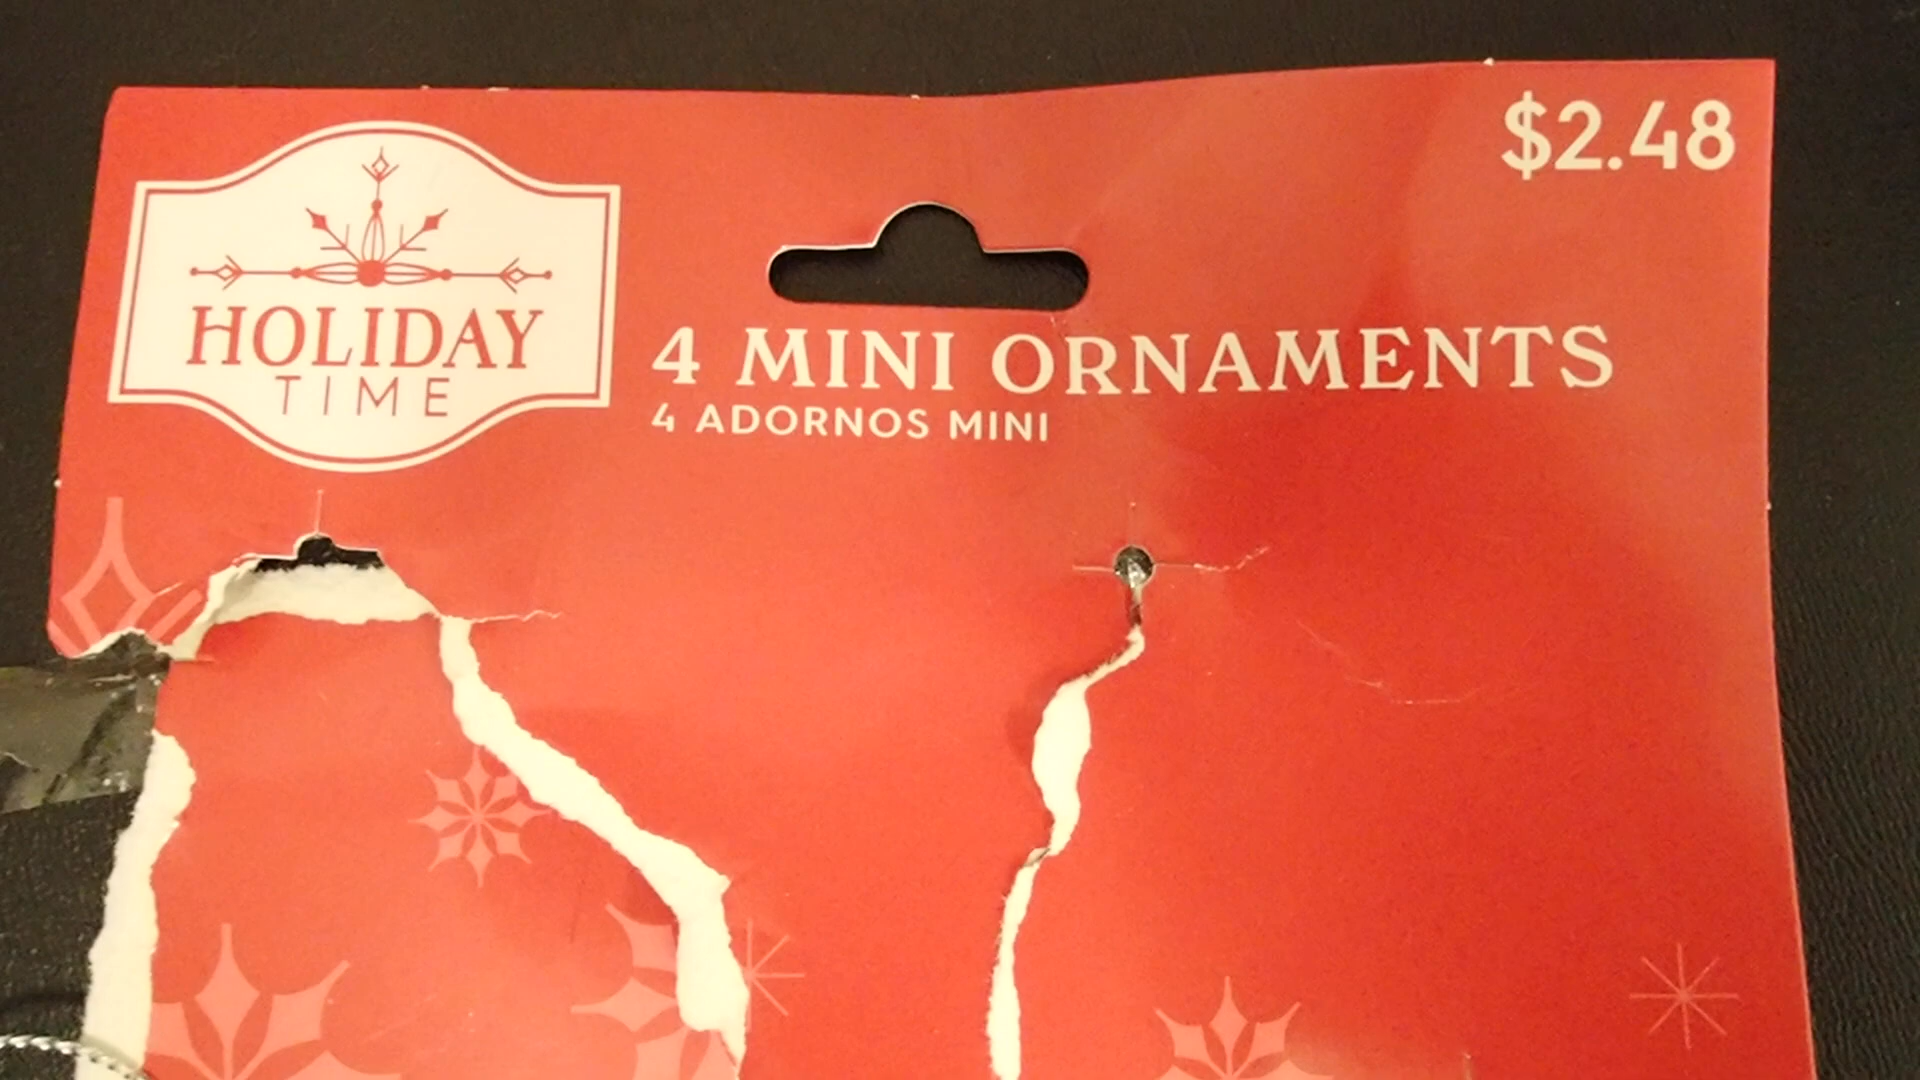 $2.48
HOLIDAY
TIME
4 MINI ORNAMENTS
4 ADORNOS MINI